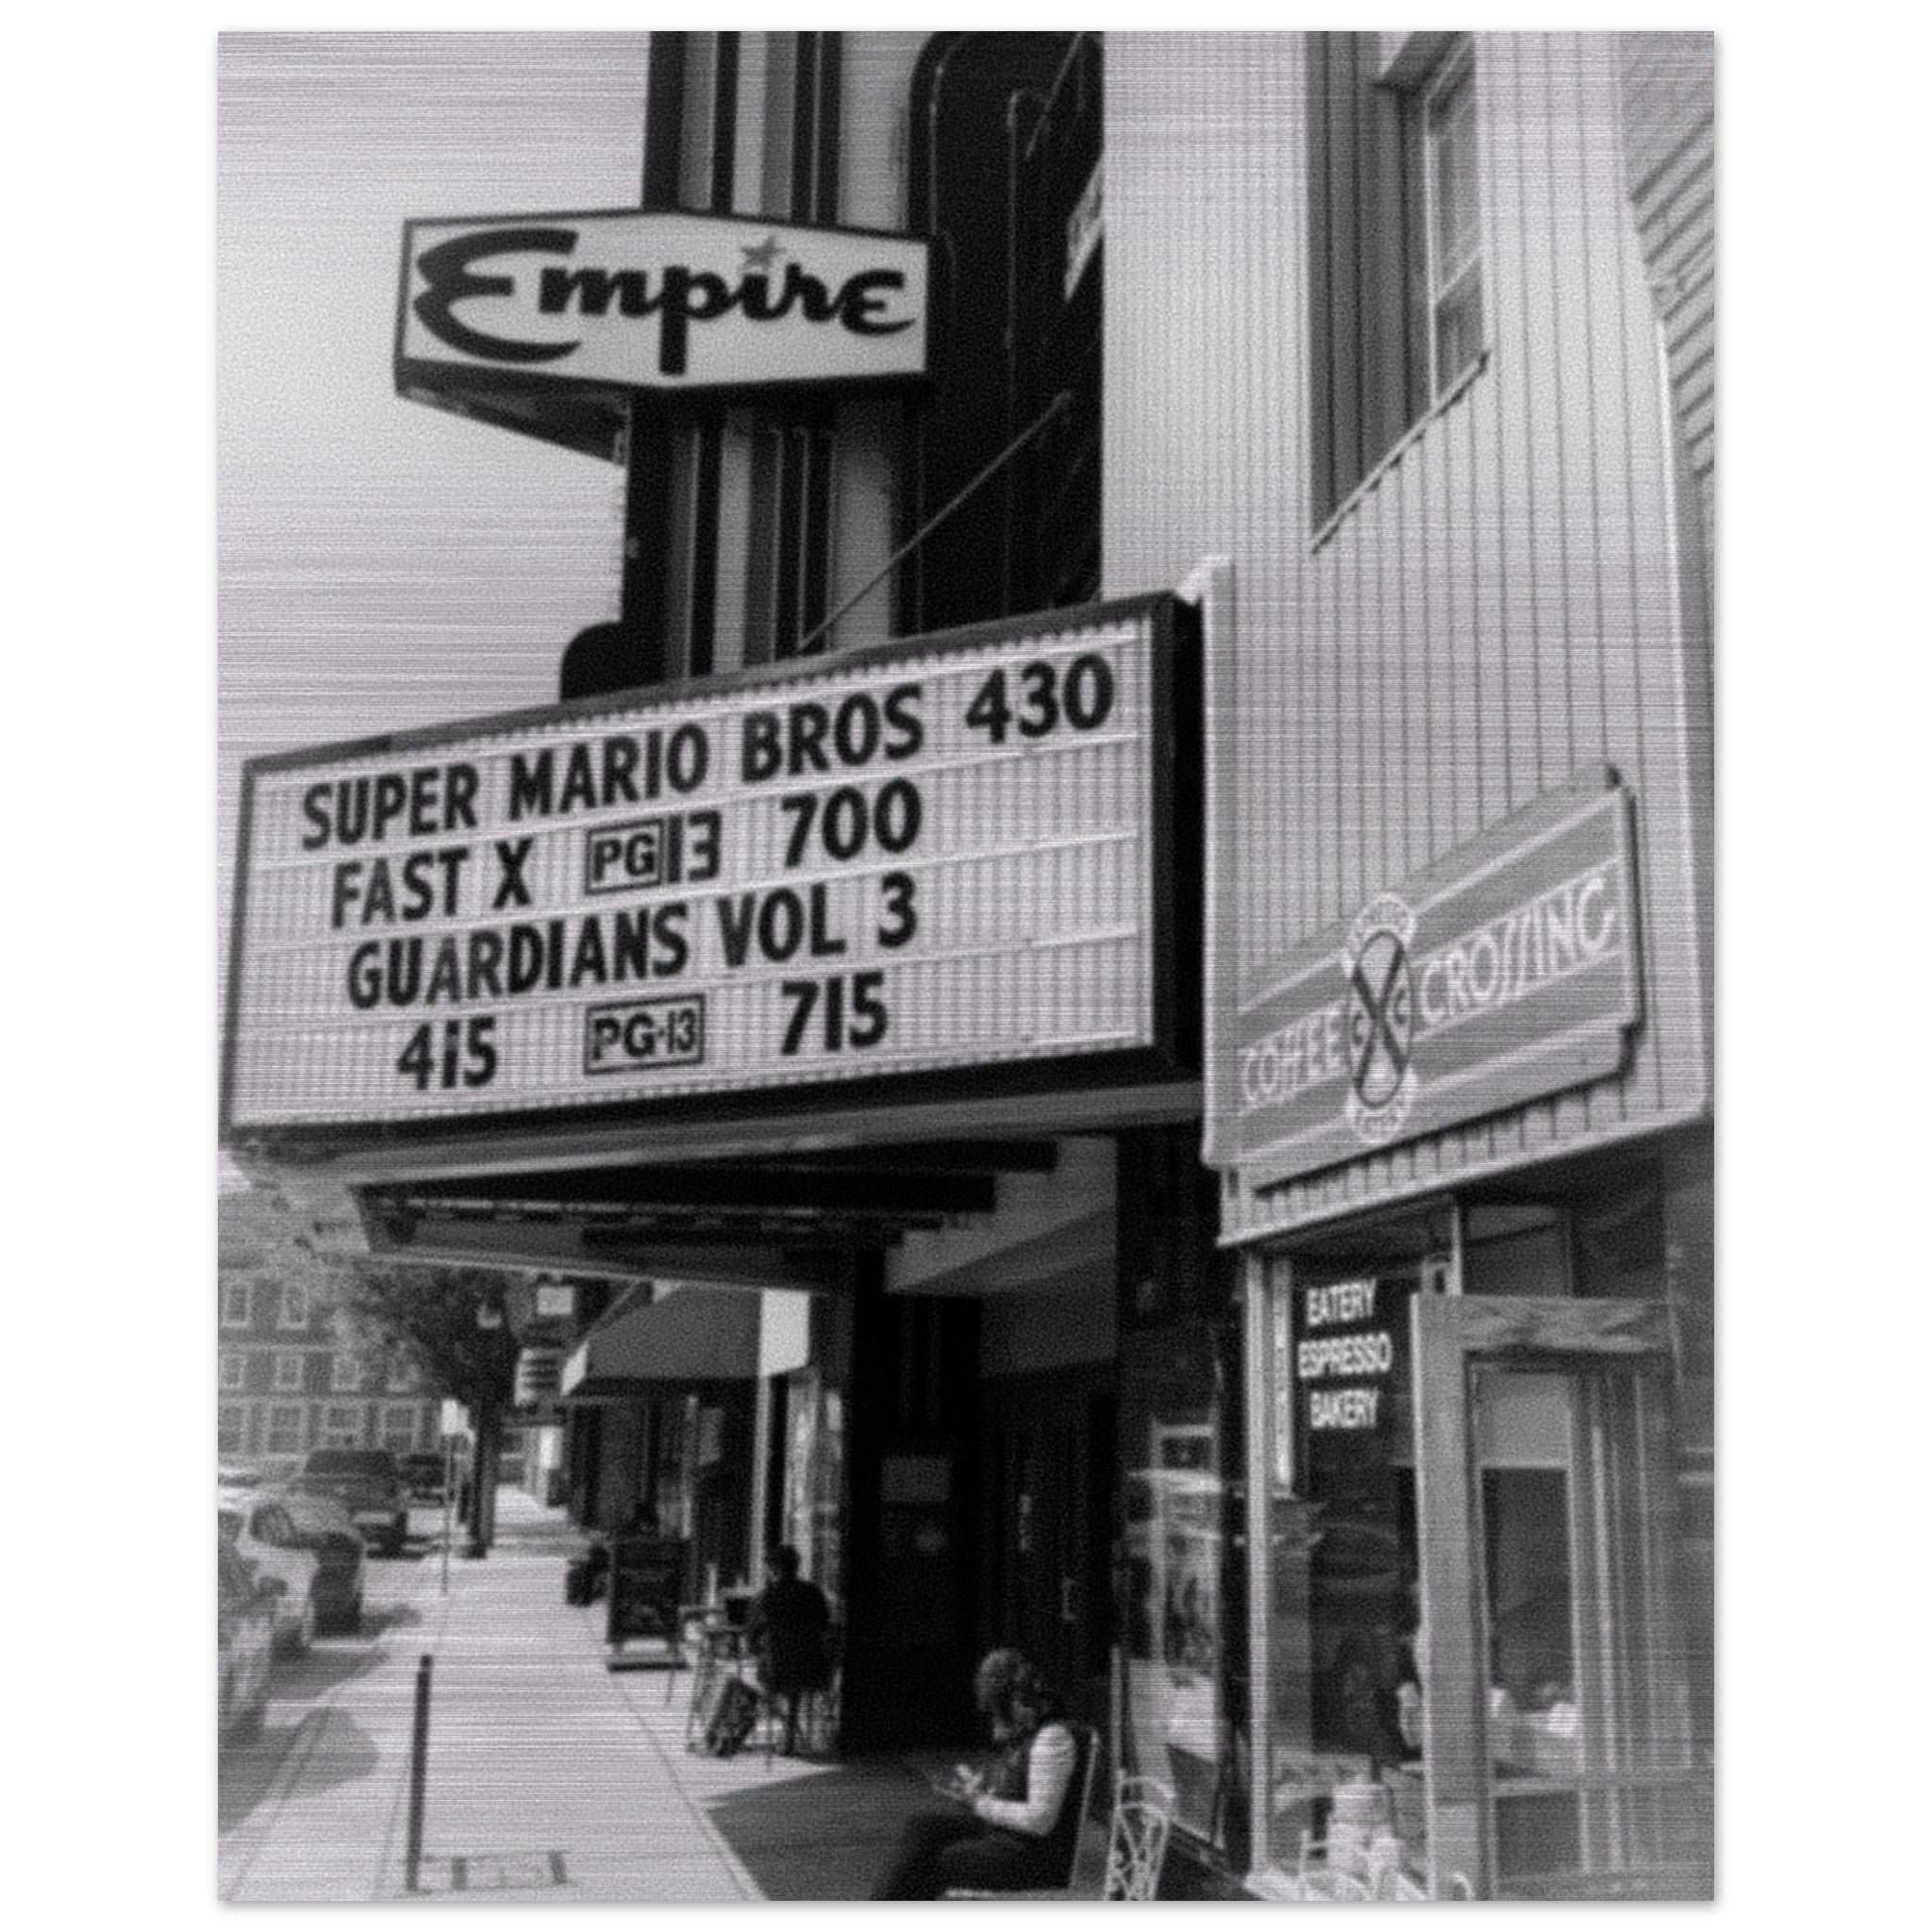 Empire
SUPER MARIO BROS 430
FAST X PG 13 700
GUARDIANS VOL 3
415 PG-13 715
COFFEE CROSSING
EATERY
ESPRESSO
BAKERY